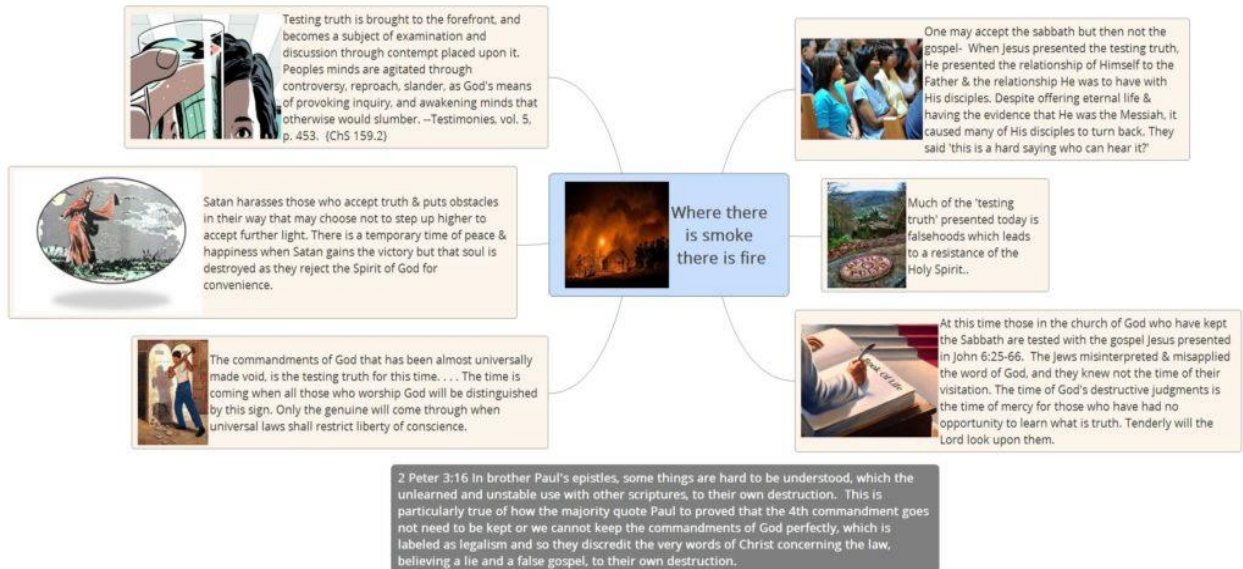 Testing truth is brought to the forefront, and
becomes a subject of examination and
discussion through contempt placed upon it.
Peoples minds are agitated through
controversy, reproach, slander, as God's means
of provoking inquiry, and awakening minds that
otherwise would slumber. --Testimonies, vol. 5,
p. 453. {ChS 159.2}
Satan harasses those who accept truth & puts obstacles
in their way that may choose not to step up higher to
accept further light. There is a temporary time of peace &
happiness when Satan gains the victory but that soul is
destroyed as they reject the Spirit of God for
convenience.
The commandments of God that has been almost universally
made void, is the testing truth for this time. . . . The time is
coming when all those who worship God will be distinguished
by this sign. Only the genuine will come through when
universal laws shall restrict liberty of conscience.
Where there
is smoke
there is fire
One may accept the sabbath but then not the
gospel- When Jesus presented the testing truth,
He presented the relationship of Himself to the
Father & the relationship He was to have with
His disciples. Despite offering eternal life &
having the evidence that He was the Messiah, it
caused many of His disciples to turn back. They
said 'this is a hard saying who can hear it?'
Much of the 'testing
truth' presented today is
falsehoods which leads
to a resistance of the
Holy Spirit..
Book Of Life
At this time those in the church of God who have kept
the Sabbath are tested with the gospel Jesus presented
in John 6:25-66. The Jews misinterpreted & misapplied
the word of God, and they knew not the time of their
visitation. The time of God's destructive judgments is
the time of mercy for those who have had no
opportunity to learn what is truth. Tenderly will the
Lord look upon them.
2 Peter 3:16 In brother Paul's epistles, some things are hard to be understood, which the
unlearned and unstable use with other scriptures, to their own destruction. This is
particularly true of how the majority quote Paul to proved that the 4th commandment goes
not need to be kept or we cannot keep the commandments of God perfectly, which is
labeled as legalism and so they discredit the very words of Christ concerning the law,
believing a lie and a false gospel, to their own destruction.